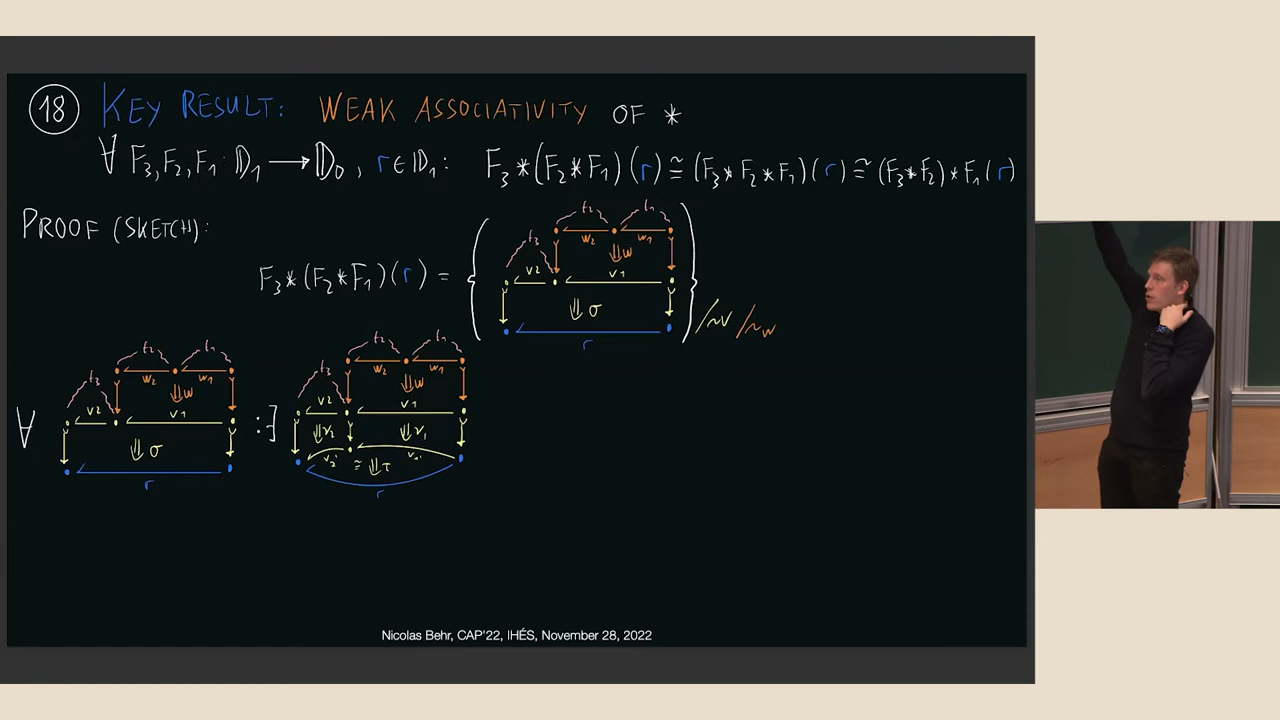 18 KEY RESULT: WEAK ASSOCIATIVITY OF *
∀ F₃, F₂, F₁ : 𝔻₁ ⟶ 𝔻₀, r ∈ 𝔻₁ : F₃*(F₂*F₁)(r) ≅ (F₃*F₂*F₁)(r) ≅ (F₃*F₂)*F₁(r)
PROOF (SKETCH):
f₂ f₁
w₂ w₁
f₃ ⇓w
F₃*(F₂*F₁)(r) = { v₂ v₁ }
⇓σ /~v /~w
r
f₂ f₁ f₂ f₁
w₂ w₁ w₂ w₁
f₃ ⇓w f₃ ⇓w
∀ v₂ v₁ :∃ v₂ v₁
⇓σ ⇓ν₂ ⇓ν₁
v₂' ≅ ⇓τ v₁'
r r
Nicolas Behr, CAP'22, IHÉS, November 28, 2022